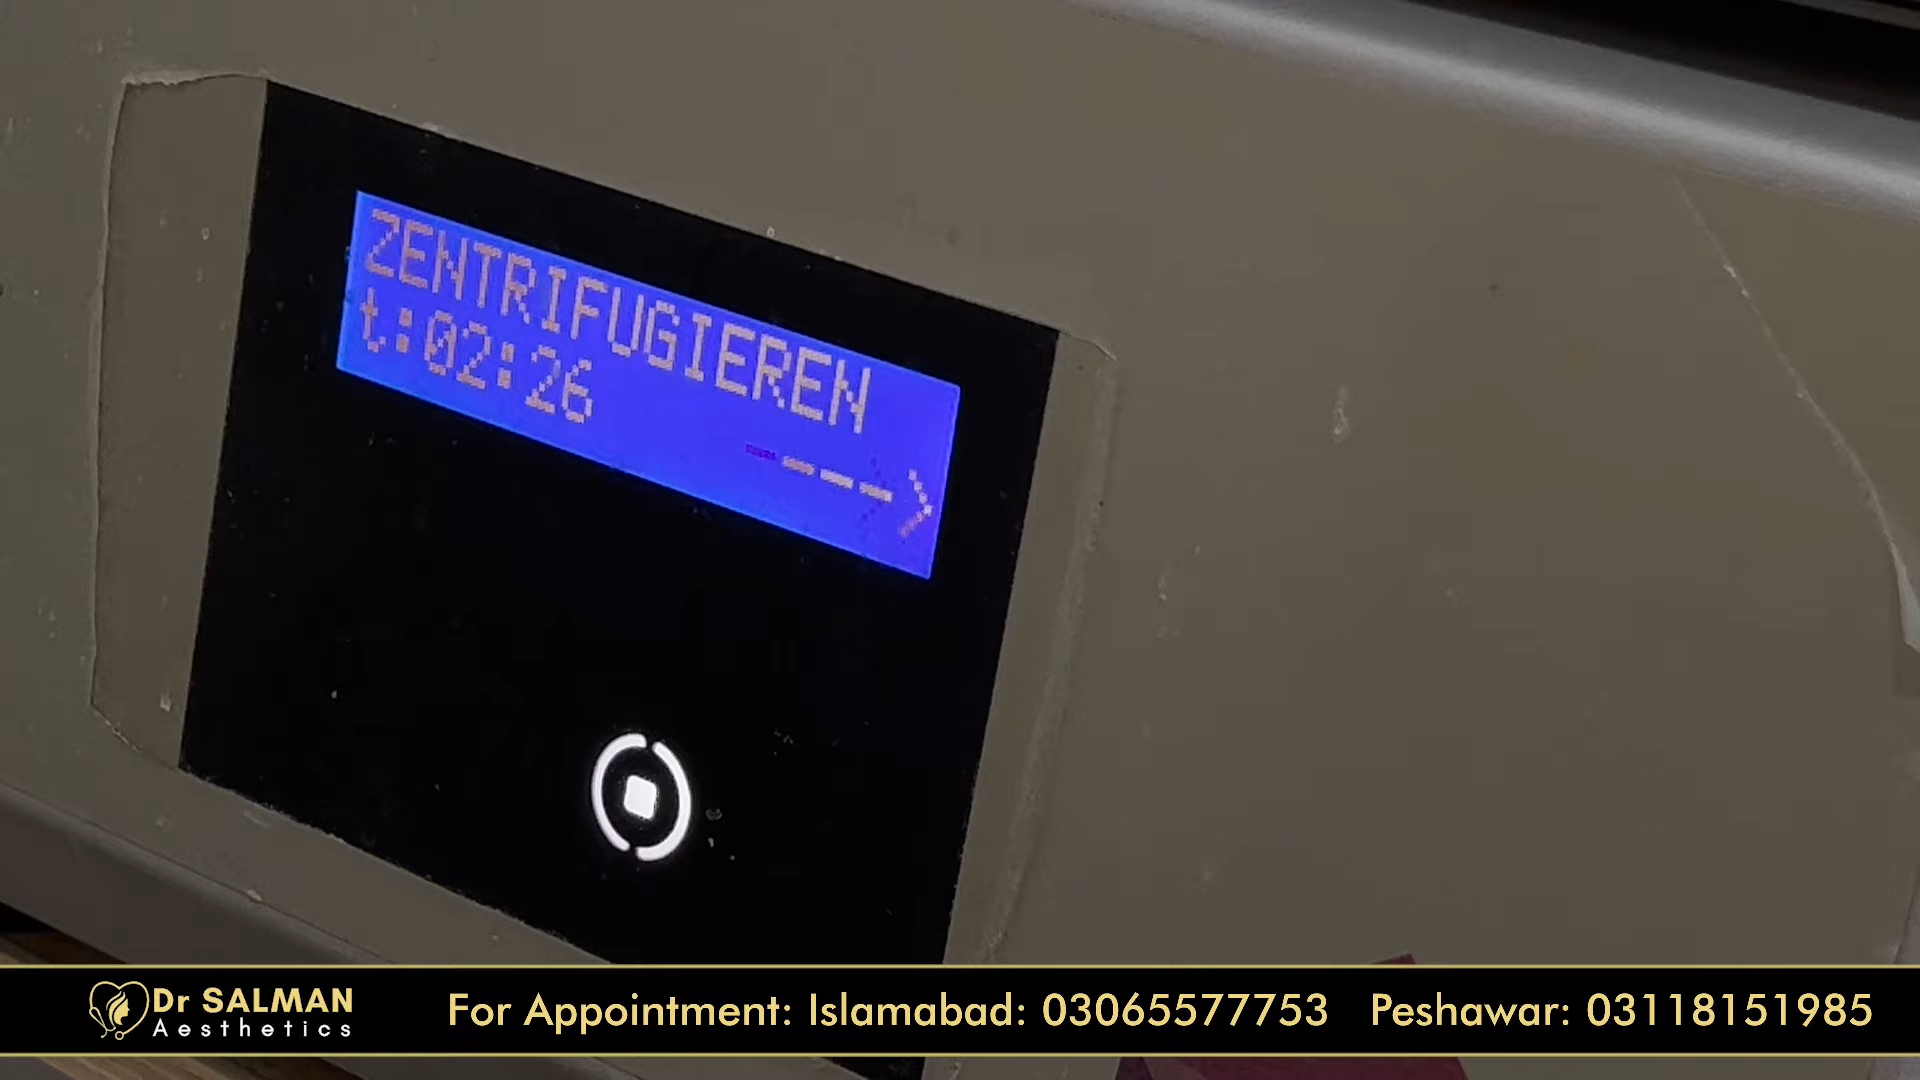 ZENTRIFUGIEREN
t:02:26
---->
Dr SALMAN
Aesthetics
For Appointment: Islamabad: 03065577753 Peshawar: 03118151985